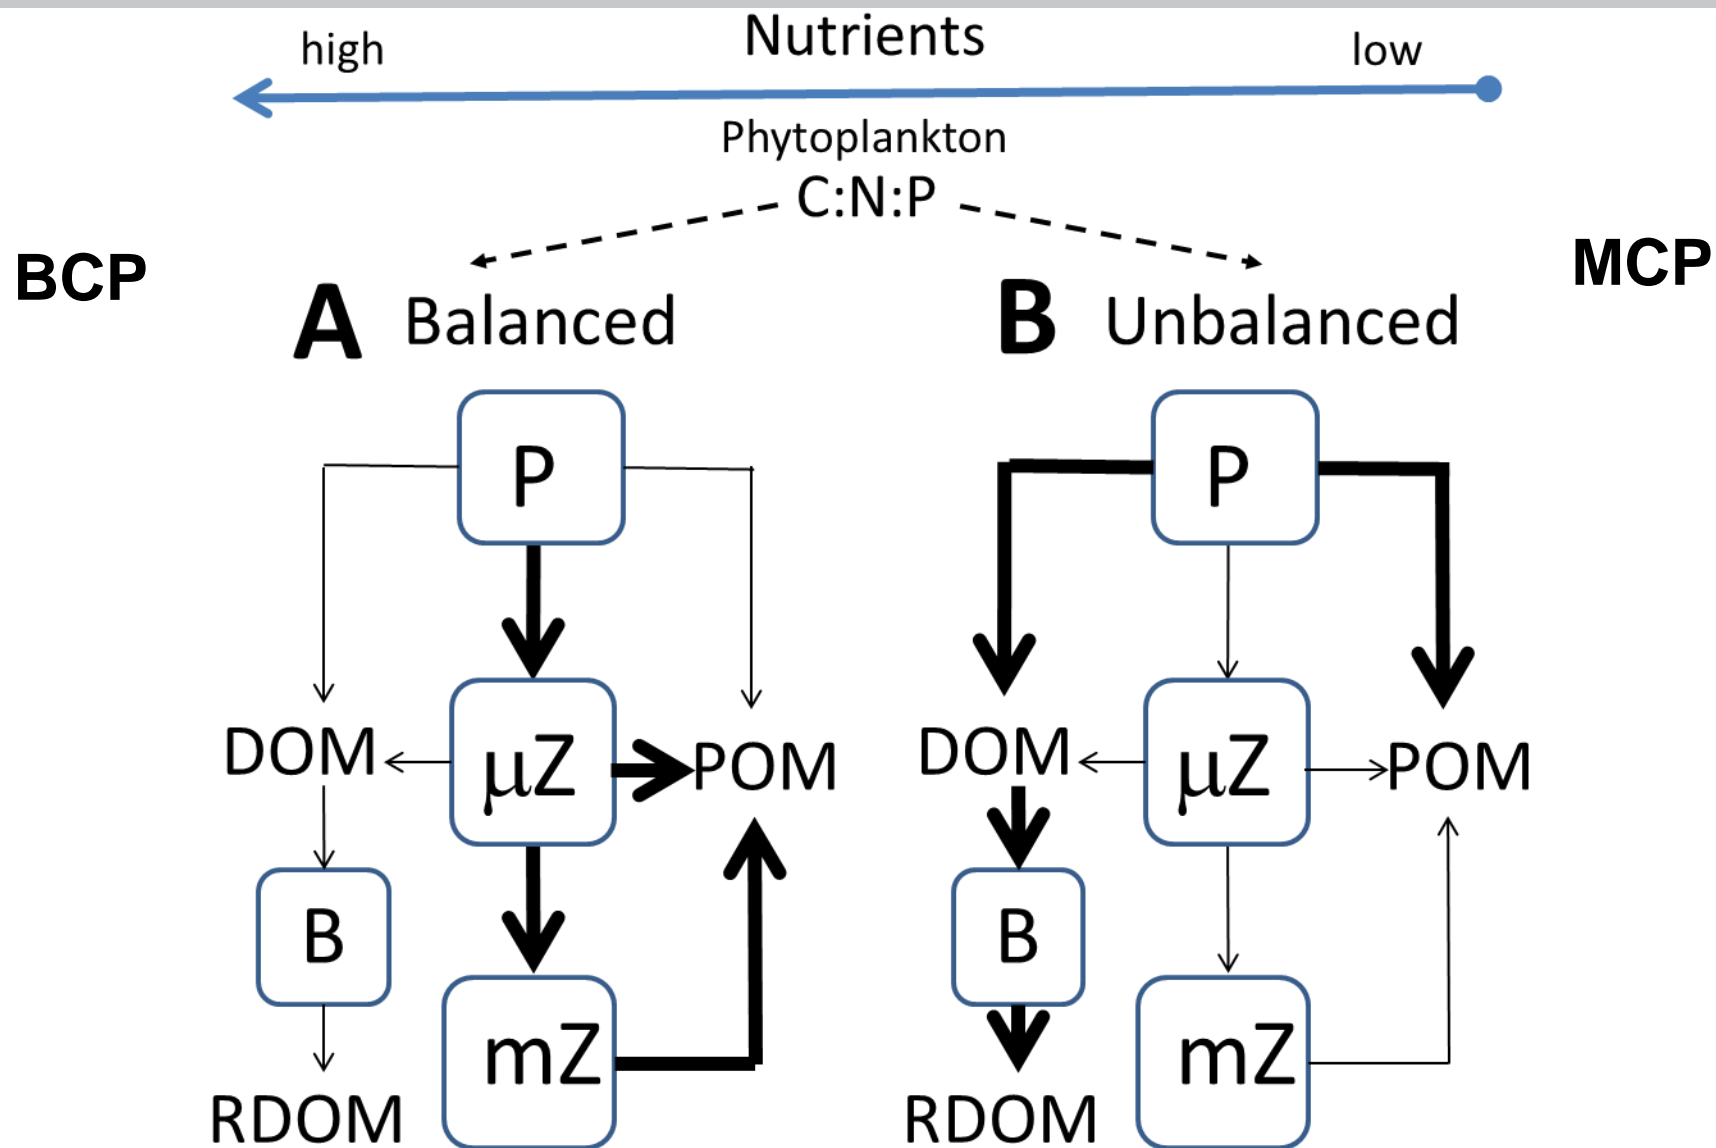 Nutrients
high
low
Phytoplankton
C:N:P
BCP
MCP
A Balanced
B Unbalanced
P
P
DOM
μZ
POM
DOM
μZ
POM
B
B
mZ
mZ
RDOM
RDOM